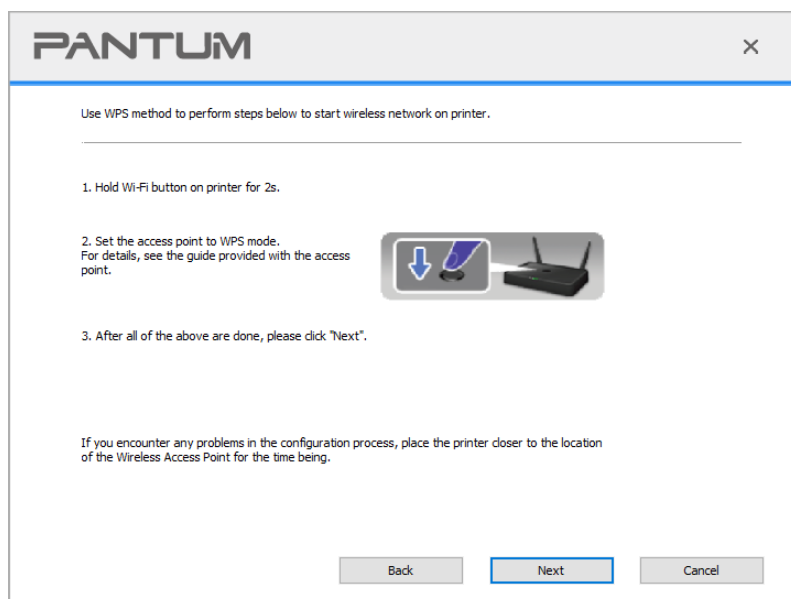 PANTUM
Use WPS method to perform steps below to start wireless network on printer.
1. Hold Wi-Fi button on printer for 2s.
2. Set the access point to WPS mode.
For details, see the guide provided with the access
point.
3. After all of the above are done, please click "Next".
If you encounter any problems in the configuration process, place the printer closer to the location
of the Wireless Access Point for the time being.
Back Next Cancel